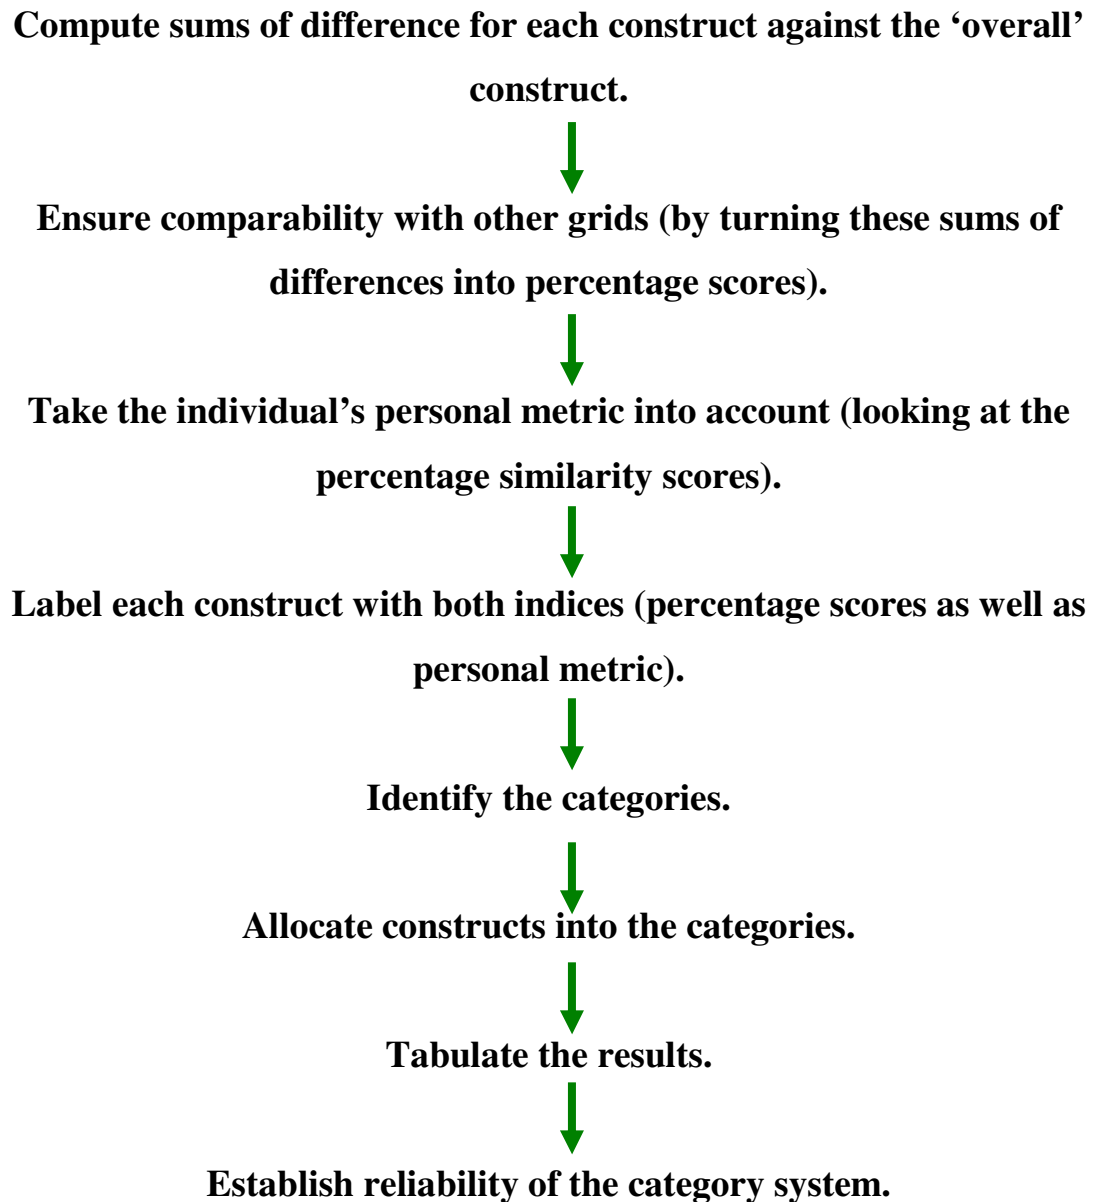 Compute sums of difference for each construct against the ‘overall’
construct.
Ensure comparability with other grids (by turning these sums of
differences into percentage scores).
Take the individual’s personal metric into account (looking at the
percentage similarity scores).
Label each construct with both indices (percentage scores as well as
personal metric).
Identify the categories.
Allocate constructs into the categories.
Tabulate the results.
Establish reliability of the category system.